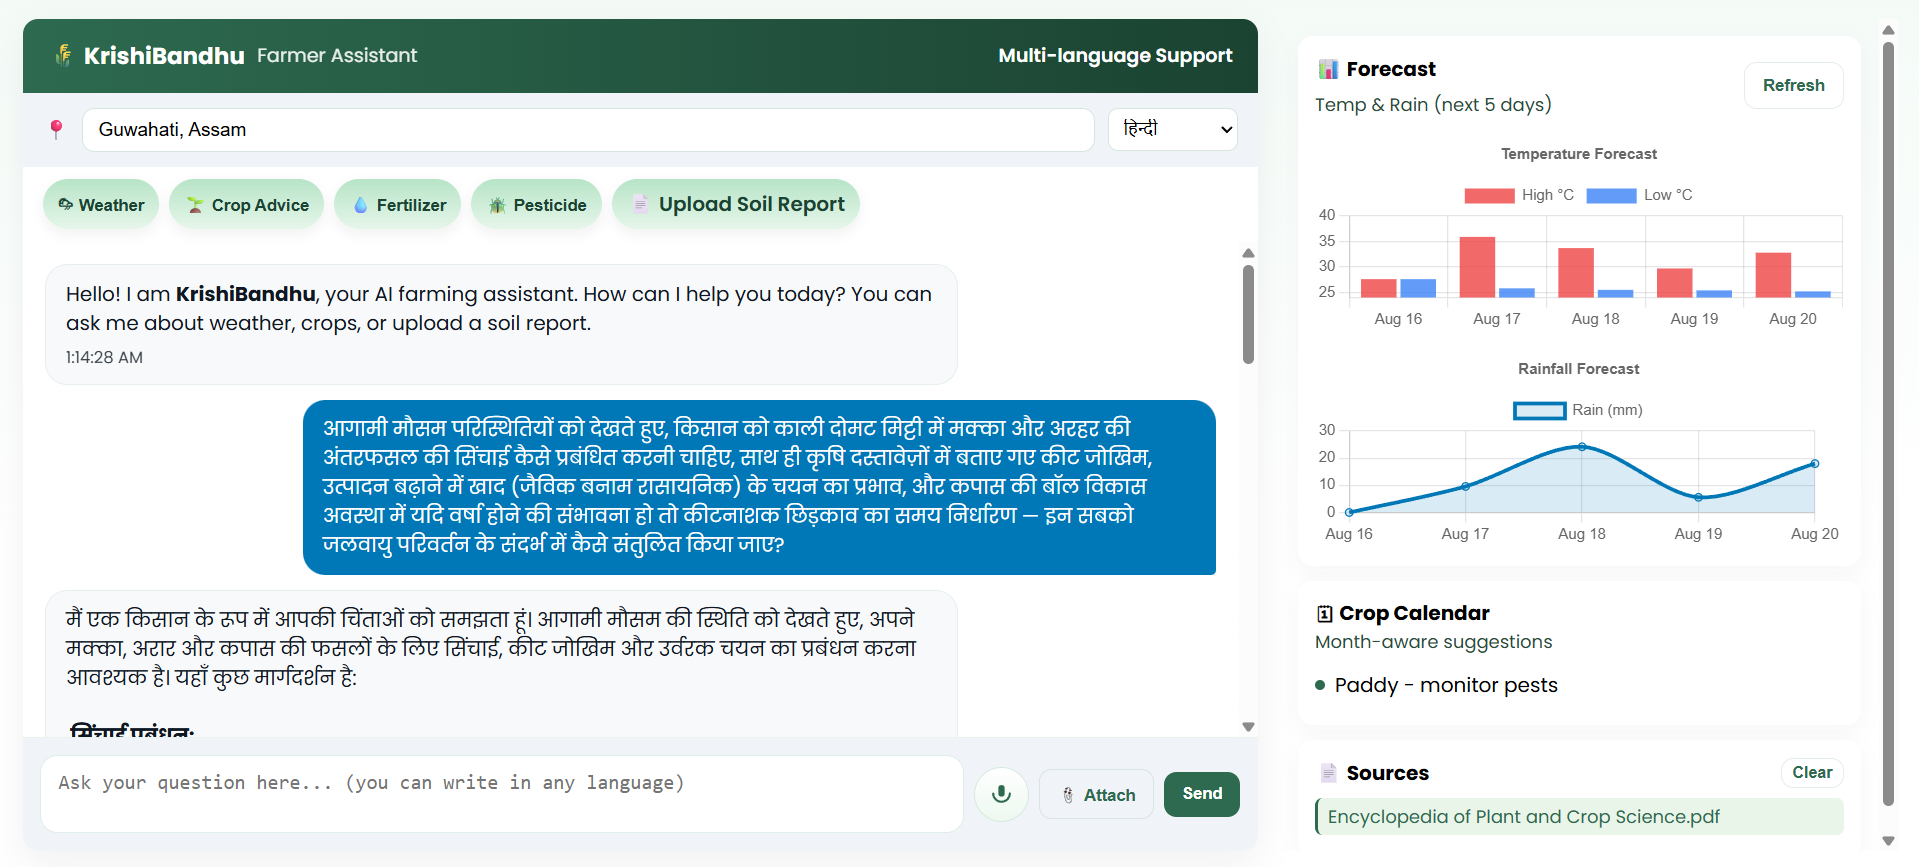 KrishiBandhu Farmer Assistant
Multi-language Support
Guwahati, Assam
हिन्दी
Weather
Crop Advice
Fertilizer
Pesticide
Upload Soil Report
Hello! I am KrishiBandhu, your AI farming assistant. How can I help you today? You can
ask me about weather, crops, or upload a soil report.
1:14:28 AM
आगामी मौसम परिस्थितियों को देखते हुए, किसान को काली दोमट मिट्टी में मक्का और अरहर की
अंतरफसल की सिंचाई कैसे प्रबंधित करनी चाहिए, साथ ही कृषि दस्तावेज़ों में बताए गए कीट जोखिम,
उत्पादन बढ़ाने में खाद (जैविक बनाम रासायनिक) के चयन का प्रभाव, और कपास की बॉल विकास
अवस्था में यदि वर्षा होने की संभावना हो तो कीटनाशक छिड़काव का समय निर्धारण — इन सबको
जलवायु परिवर्तन के संदर्भ में कैसे संतुलित किया जाए?
मैं एक किसान के रूप में आपकी चिंताओं को समझता हूं। आगामी मौसम की स्थिति को देखते हुए, अपने
मक्का, अरार और कपास की फसलों के लिए सिंचाई, कीट जोखिम और उर्वरक चयन का प्रबंधन करना
आवश्यक है। यहाँ कुछ मार्गदर्शन है:
सिंचाई प्रबंधन:
Ask your question here... (you can write in any language)
Attach
Send
Forecast
Temp & Rain (next 5 days)
Refresh
Temperature Forecast
High °C
Low °C
40
35
30
25
Aug 16
Aug 17
Aug 18
Aug 19
Aug 20
Rainfall Forecast
Rain (mm)
30
20
10
0
Aug 16
Aug 17
Aug 18
Aug 19
Aug 20
Crop Calendar
Month-aware suggestions
Paddy - monitor pests
Sources
Clear
Encyclopedia of Plant and Crop Science.pdf